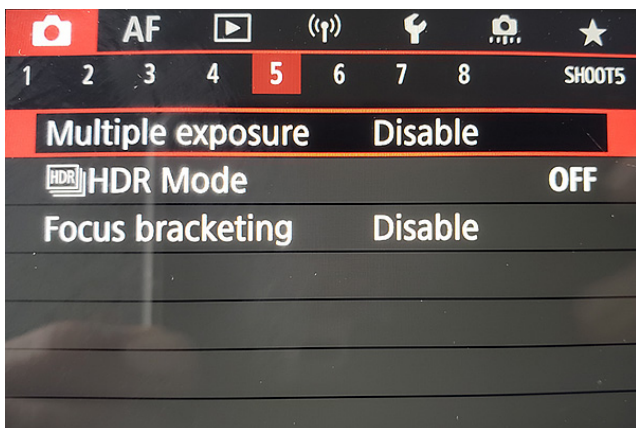 AF
1 2 3 4 5 6 7 8 SHOOT5
Multiple exposure Disable
HDR HDR Mode OFF
Focus bracketing Disable